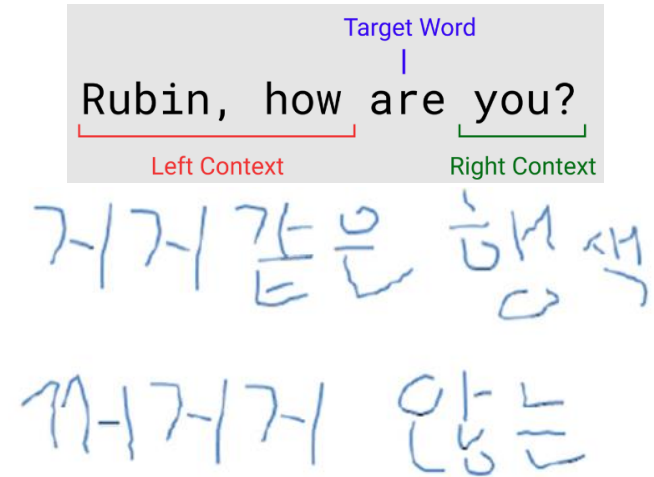 Target Word
Rubin, how are you?
Left Context Right Context
거거같은 행색
꺼거거 않는